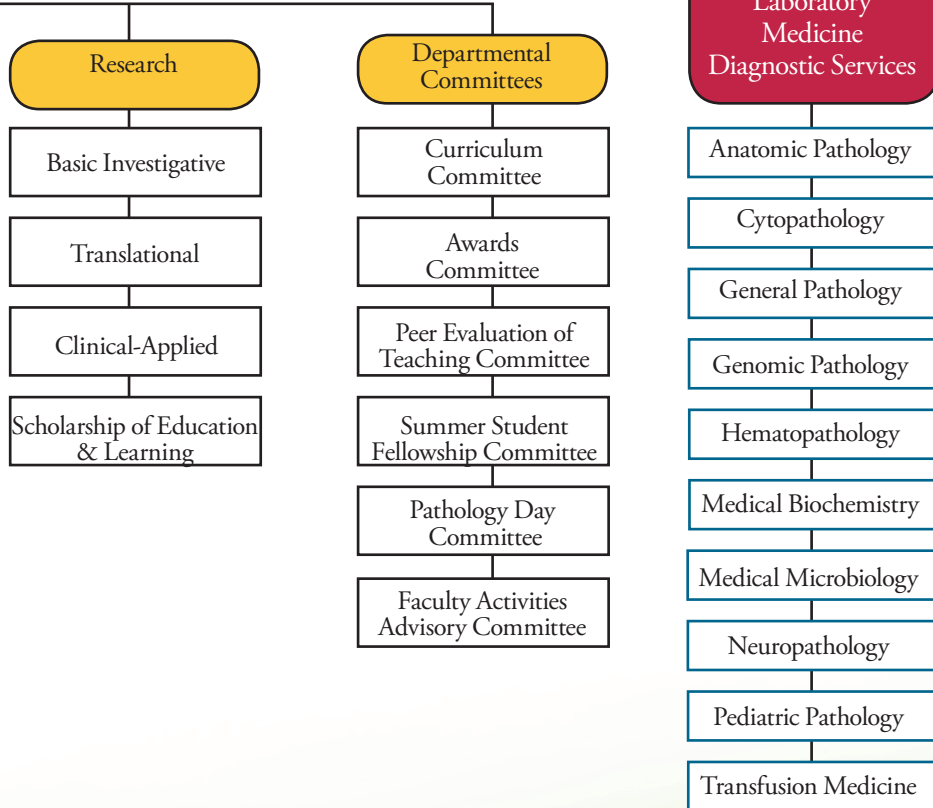 Research
Basic Investigative
Translational
Clinical-Applied
Scholarship of Education
& Learning
Departmental
Committees
Curriculum
Committee
Awards
Committee
Peer Evaluation of
Teaching Committee
Summer Student
Fellowship Committee
Pathology Day
Committee
Faculty Activities
Advisory Committee
Laboratory
Medicine
Diagnostic Services
Anatomic Pathology
Cytopathology
General Pathology
Genomic Pathology
Hematopathology
Medical Biochemistry
Medical Microbiology
Neuropathology
Pediatric Pathology
Transfusion Medicine